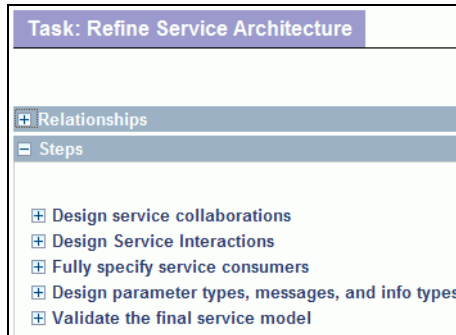 Task: Refine Service Architecture
Relationships
Steps
Design service collaborations
Design Service Interactions
Fully specify service consumers
Design parameter types, messages, and info types
Validate the final service model